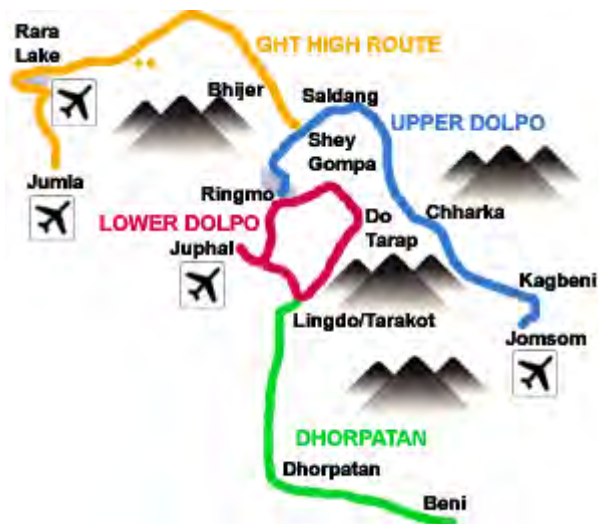 Rara
Lake
GHT HIGH ROUTE
Bhijer
Saldang
UPPER DOLPO
Shey
Gompa
Jumla
Ringmo
LOWER DOLPO
Do
Tarap
Chharka
Juphal
Kagbeni
Lingdo/Tarakot
Jomsom
DHORPATAN
Dhorpatan
Beni